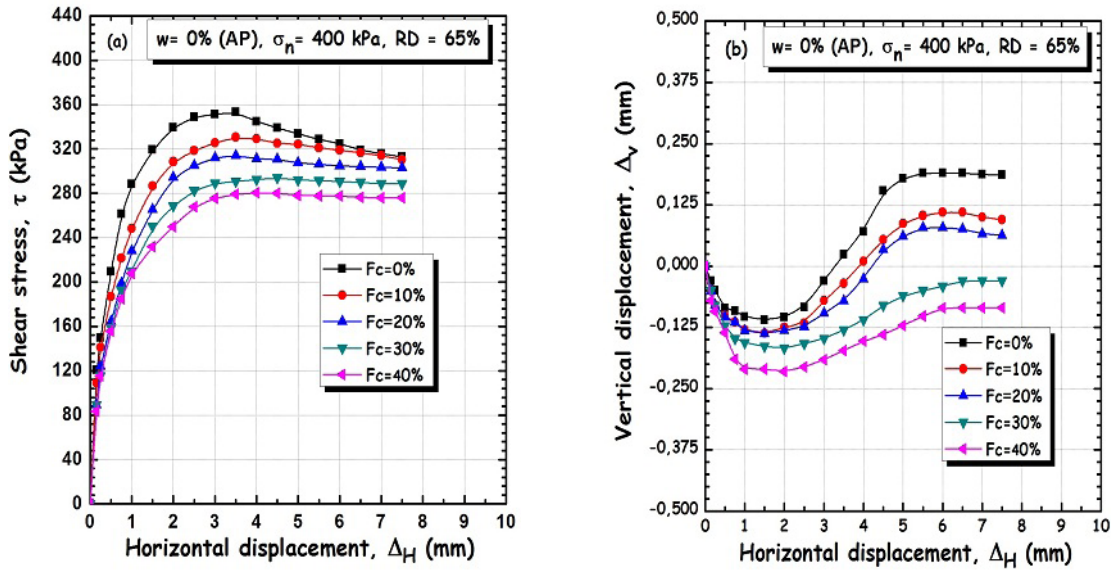 (a)
w= 0% (AP), σn= 400 kPa, RD = 65%
Shear stress, τ (kPa)
440
400
360
320
280
240
200
160
120
80
40
0
Fc=0%
Fc=10%
Fc=20%
Fc=30%
Fc=40%
0 1 2 3 4 5 6 7 8 9 10
Horizontal displacement, ΔH (mm)
(b)
w= 0% (AP), σn= 400 kPa, RD = 65%
Vertical displacement, Δv (mm)
0,500
0,375
0,250
0,125
0,000
-0,125
-0,250
-0,375
-0,500
Fc=0%
Fc=10%
Fc=20%
Fc=30%
Fc=40%
0 1 2 3 4 5 6 7 8 9 10
Horizontal displacement, ΔH (mm)